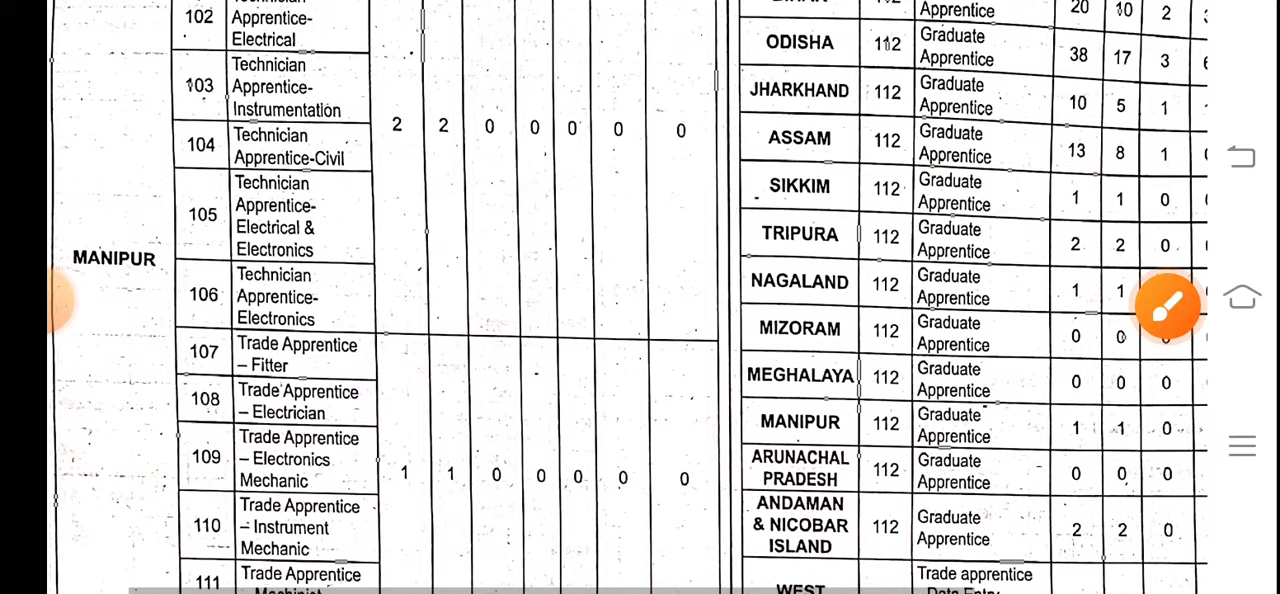 102
Apprentice-
Electrical
103
Technician
Apprentice-
Instrumentation
104
Technician
Apprentice-Civil
2 2 0 0 0 0 0
105
Technician
Apprentice-
Electrical &
Electronics
MANIPUR
106
Technician
Apprentice-
Electronics
107
Trade Apprentice
– Fitter
108
Trade Apprentice
– Electrician
109
Trade Apprentice
– Electronics
Mechanic
1 1 0 0 0 0 0
110
Trade Apprentice
– Instrument
Mechanic
111
Trade Apprentice
Apprentice 20 10 2
ODISHA 112 Graduate
Apprentice 38 17 3
JHARKHAND 112 Graduate
Apprentice 10 5 1
ASSAM 112 Graduate
Apprentice 13 8 1
SIKKIM 112 Graduate
Apprentice 1 1 0
TRIPURA 112 Graduate
Apprentice 2 2 0
NAGALAND 112 Graduate
Apprentice 1 1
MIZORAM 112 Graduate
Apprentice 0 0
MEGHALAYA 112 Graduate
Apprentice 0 0 0
MANIPUR 112 Graduate
Apprentice 1 1 0
ARUNACHAL
PRADESH 112 Graduate
Apprentice 0 0 0
ANDAMAN
& NICOBAR
ISLAND 112 Graduate
Apprentice 2 2 0
WEST
Trade apprentice